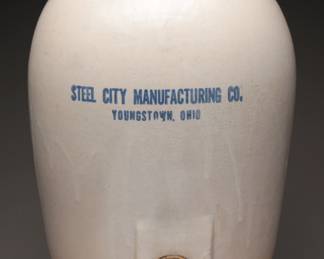 STEEL CITY MANUFACTURING CO.
YOUNGSTOWN, OHIO